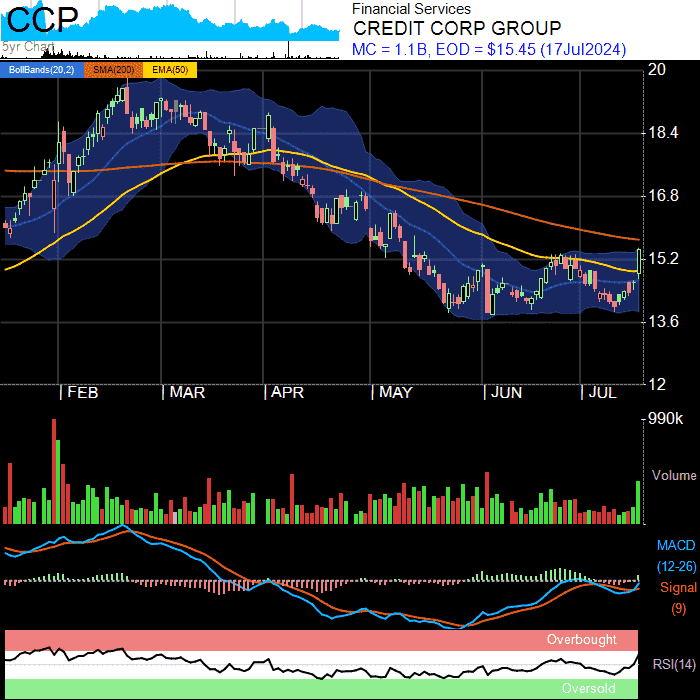 CCP
5yr Chart
Financial Services
CREDIT CORP GROUP
MC = 1.1B, EOD = $15.45 (17Jul2024)
BollBands(20,2) SMA(200) EMA(50)
20
18.4
16.8
15.2
13.6
12
FEB MAR APR MAY JUN JUL
990k
Volume
MACD
(12-26)
Signal
(9)
Overbought
RSI(14)
Oversold